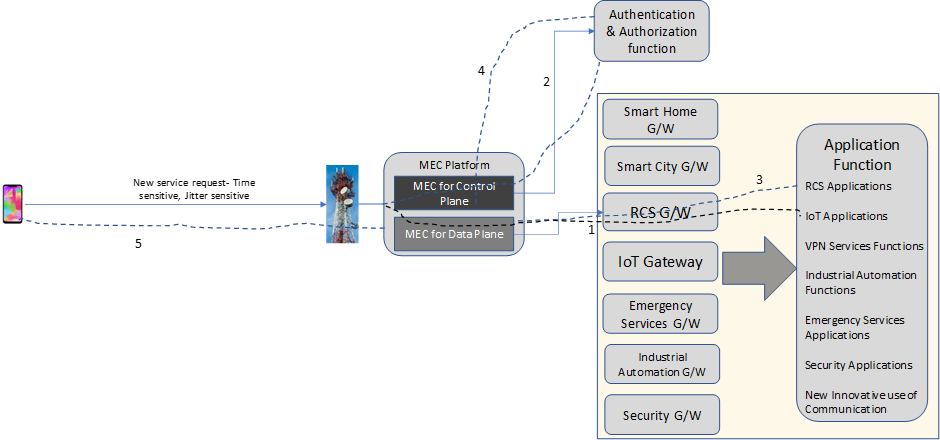 Authentication
& Authorization
function
4
2
Smart Home
G/W
Application
Function
MEC Platform
Smart City G/W
New service request- Time
sensitive, Jitter sensitive
MEC for Control
Plane
3
RCS Applications
RCS G/W
IoT Applications
1
MEC for Data Plane
5
VPN Services Functions
IoT Gateway
Industrial Automation
Functions
Emergency
Services G/W
Emergency Services
Applications
Industrial
Automation G/W
Security Applications
New Innovative use of
Communication
Security G/W